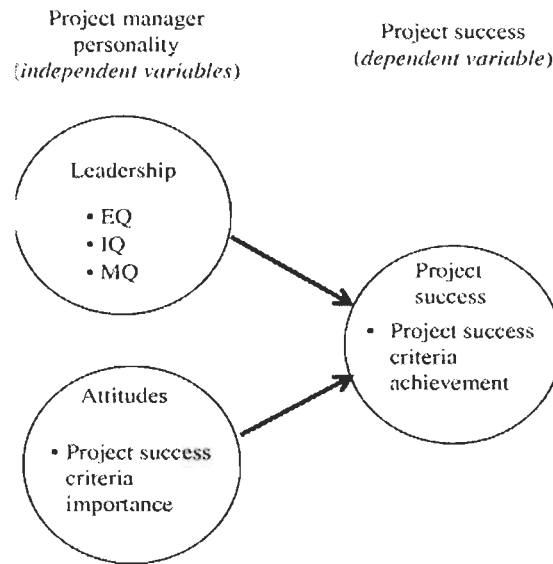 Project manager
personality
(independent variables)
Project success
(dependent variable)
Leadership
• EQ
• IQ
• MQ
Project
success
• Project success
criteria
achievement
Attitudes
• Project success
criteria
importance